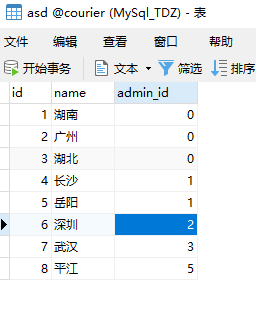 asd @courier (MySql_TDZ) - 表
文件 编辑 查看 窗口 帮助
开始事务 文本 筛选 排序
id name admin_id
1 湖南 0
2 广州 0
3 湖北 0
4 长沙 1
5 岳阳 1
6 深圳 2
7 武汉 3
8 平江 5